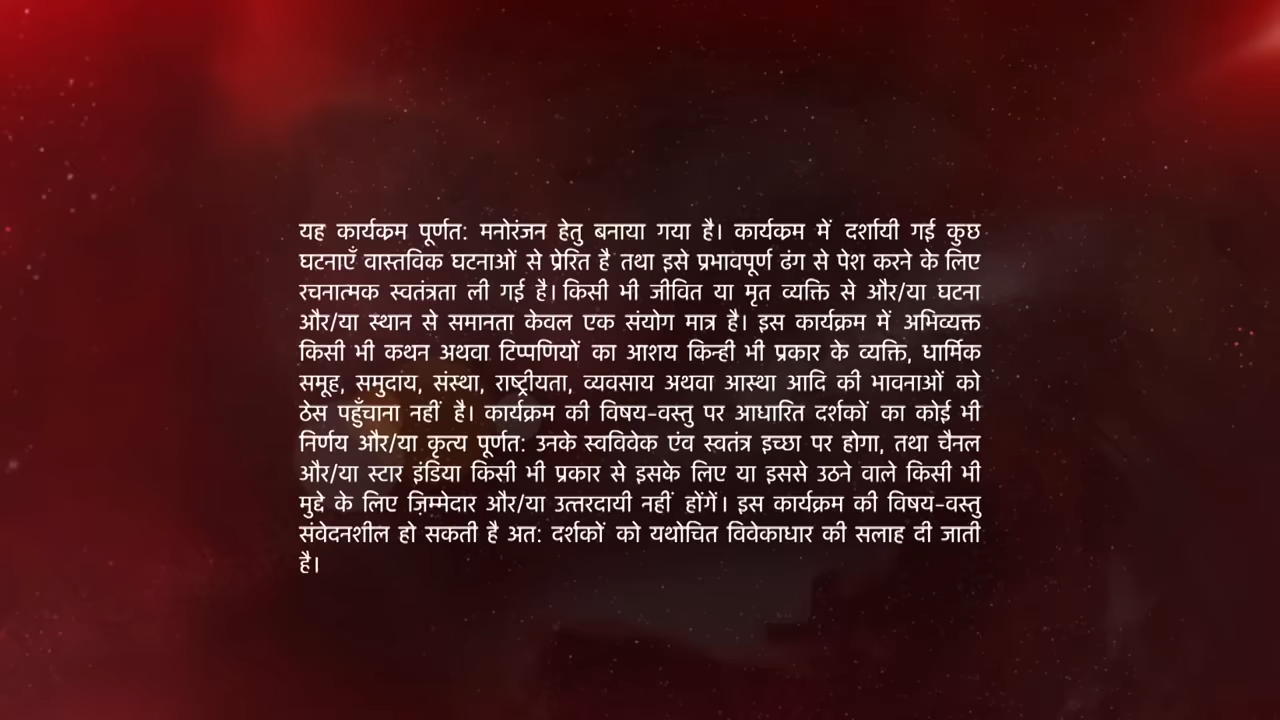 यह कार्यक्रम पूर्णत: मनोरंजन हेतु बनाया गया है। कार्यक्रम में दर्शायी गई कुछ
घटनाएँ वास्तविक घटनाओं से प्रेरित है तथा इसे प्रभावपूर्ण ढंग से पेश करने के लिए
रचनात्मक स्वतंत्रता ली गई है। किसी भी जीवित या मृत व्यक्ति से और/या घटना
और/या स्थान से समानता केवल एक संयोग मात्र है। इस कार्यक्रम में अभिव्यक्त
किसी भी कथन अथवा टिप्पणियों का आशय किन्ही भी प्रकार के व्यक्ति, धार्मिक
समूह, समुदाय, संस्था, राष्ट्रीयता, व्यवसाय अथवा आस्था आदि की भावनाओं को
ठेस पहुँचाना नहीं है। कार्यक्रम की विषय-वस्तु पर आधारित दर्शकों का कोई भी
निर्णय और/या कृत्य पूर्णत: उनके स्वविवेक एंव स्वतंत्र इच्छा पर होगा, तथा चैनल
और/या स्टार इंडिया किसी भी प्रकार से इसके लिए या इससे उठने वाले किसी भी
मुद्दे के लिए ज़िम्मेदार और/या उत्तरदायी नहीं होंगें। इस कार्यक्रम की विषय-वस्तु
संवेदनशील हो सकती है अत: दर्शकों को यथोचित विवेकाधार की सलाह दी जाती
है।